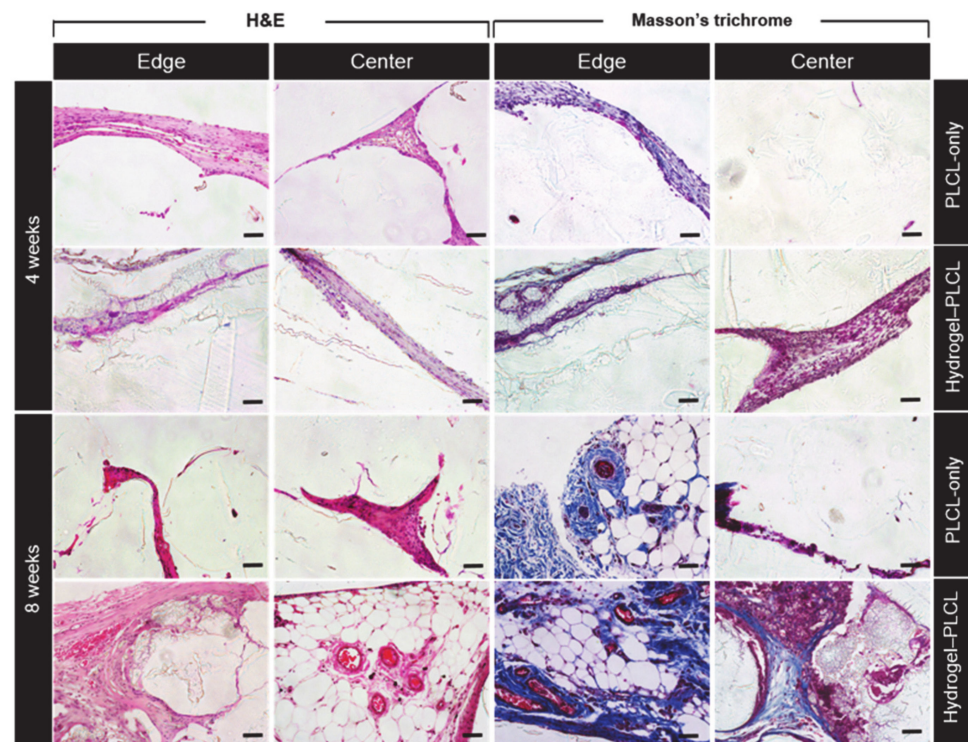 H&E
Masson's trichrome
Edge
Center
Edge
Center
4 weeks
PLCL-only
Hydrogel–PLCL
8 weeks
PLCL-only
Hydrogel–PLCL